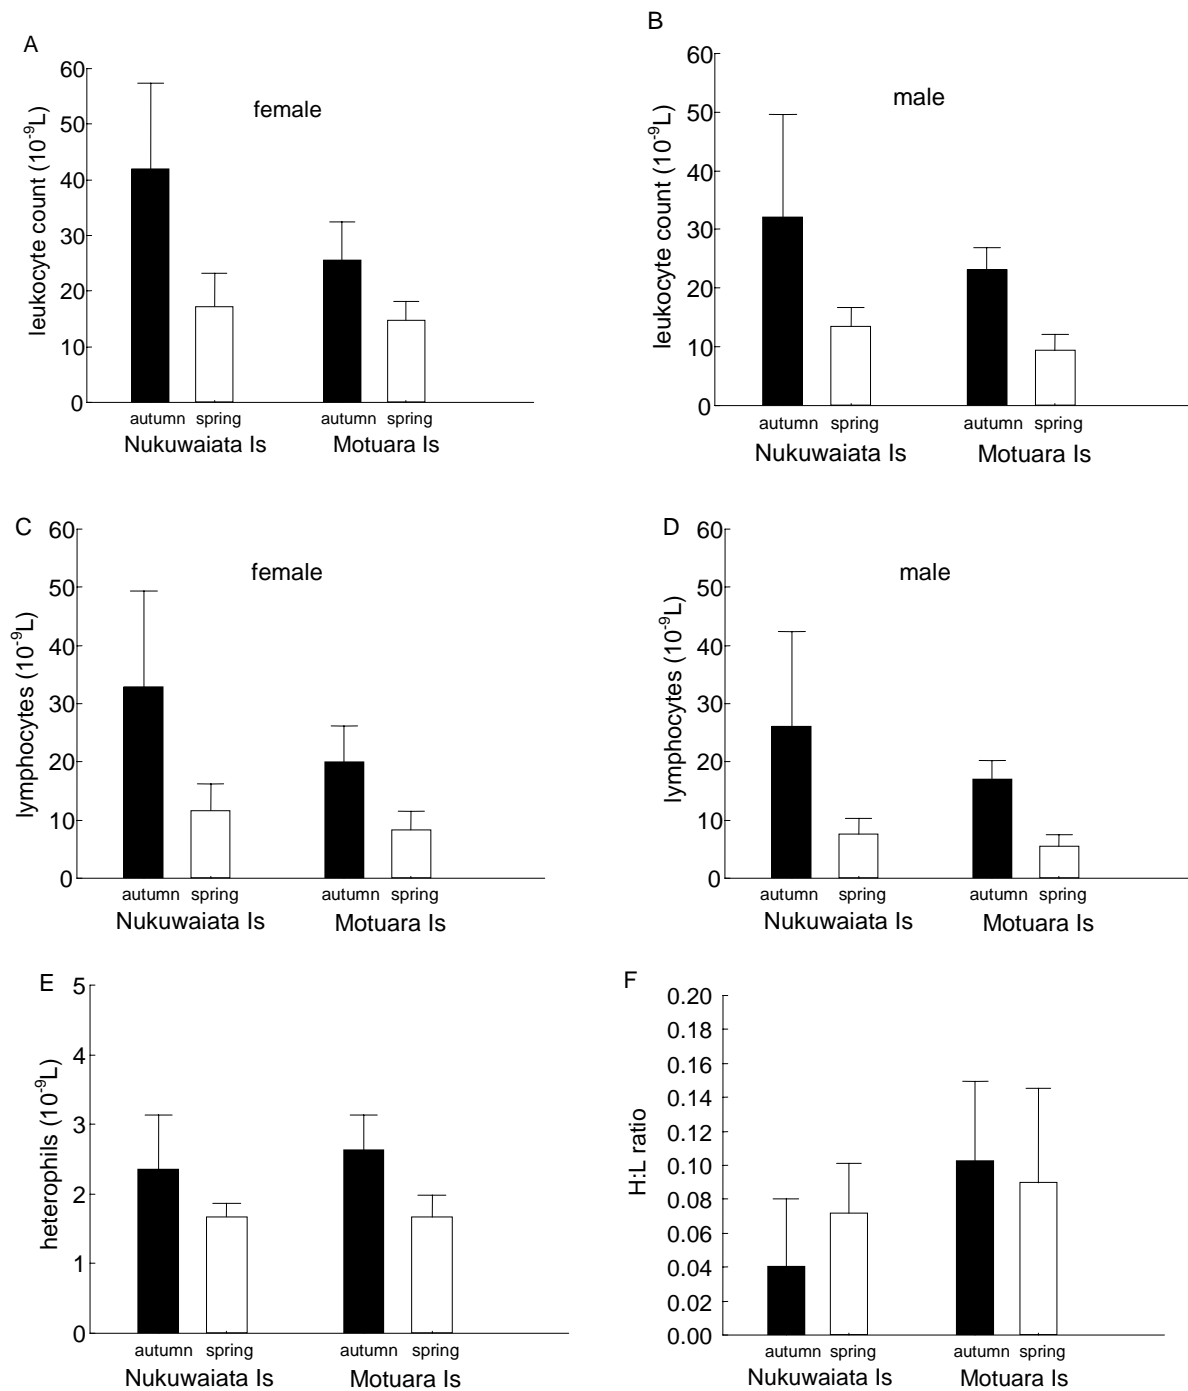 A
female
leukocyte count (10⁻⁹L)
60
50
40
30
20
10
0
autumn spring autumn spring
Nukuwaiata Is Motuara Is
B
male
leukocyte count (10⁻⁹L)
60
50
40
30
20
10
0
autumn spring autumn spring
Nukuwaiata Is Motuara Is
C
female
lymphocytes (10⁻⁹L)
60
50
40
30
20
10
0
autumn spring autumn spring
Nukuwaiata Is Motuara Is
D
male
lymphocytes (10⁻⁹L)
60
50
40
30
20
10
0
autumn spring autumn spring
Nukuwaiata Is Motuara Is
E
heterophils (10⁻⁹L)
5
4
3
2
1
0
autumn spring autumn spring
Nukuwaiata Is Motuara Is
F
H:L ratio
0.20
0.18
0.16
0.14
0.12
0.10
0.08
0.06
0.04
0.02
0.00
autumn spring autumn spring
Nukuwaiata Is Motuara Is